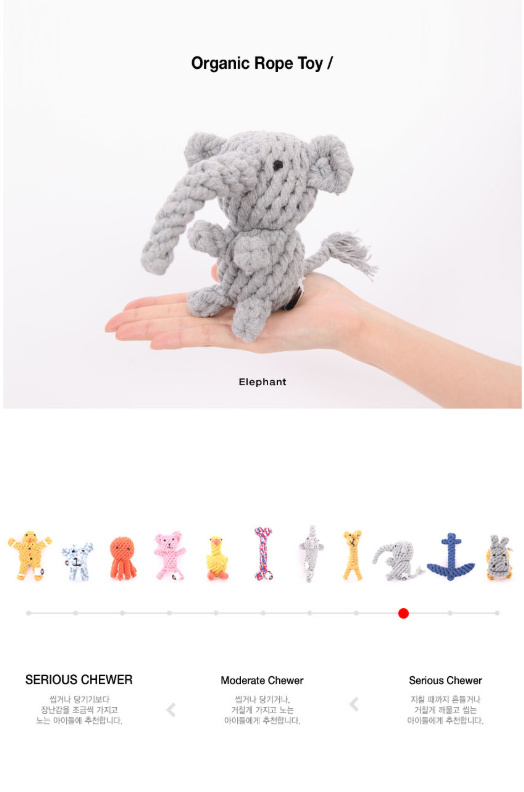 Organic Rope Toy /
Elephant
SERIOUS CHEWER
씹거나 당기기보다
장난감을 조금씩 가지고
노는 아이들에 추천합니다.
Moderate Chewer
씹거나 당기거나,
거칠게 가지고 노는
아이들에게 추천합니다.
Serious Chewer
지칠 때까지 흔들거나
거칠게 깨물고 씹는
아이들에게 추천합니다.